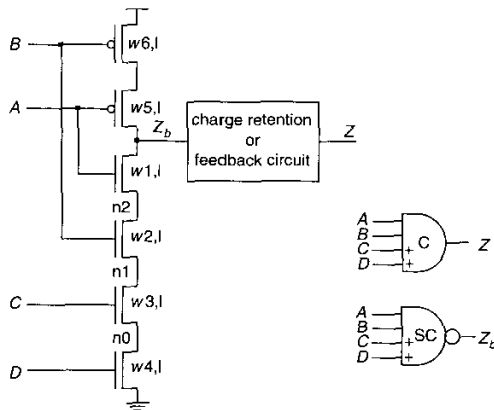 B
w6,l
A
w5,l
Z_b
charge retention
or
feedback circuit
Z
w1,l
n2
w2,l
n1
C
w3,l
n0
D
w4,l
A
B
C +
D +
C
Z
A
B
C +
D +
SC
Z_b